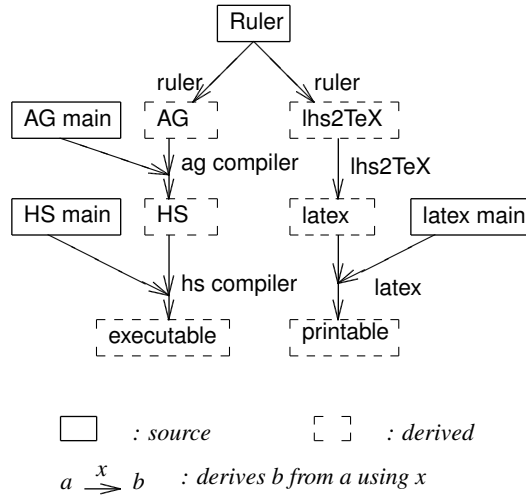 Ruler
ruler
ruler
AG main
AG
lhs2TeX
ag compiler
lhs2TeX
HS main
HS
latex
latex main
hs compiler
latex
executable
printable
: source
: derived
x
a b : derives b from a using x